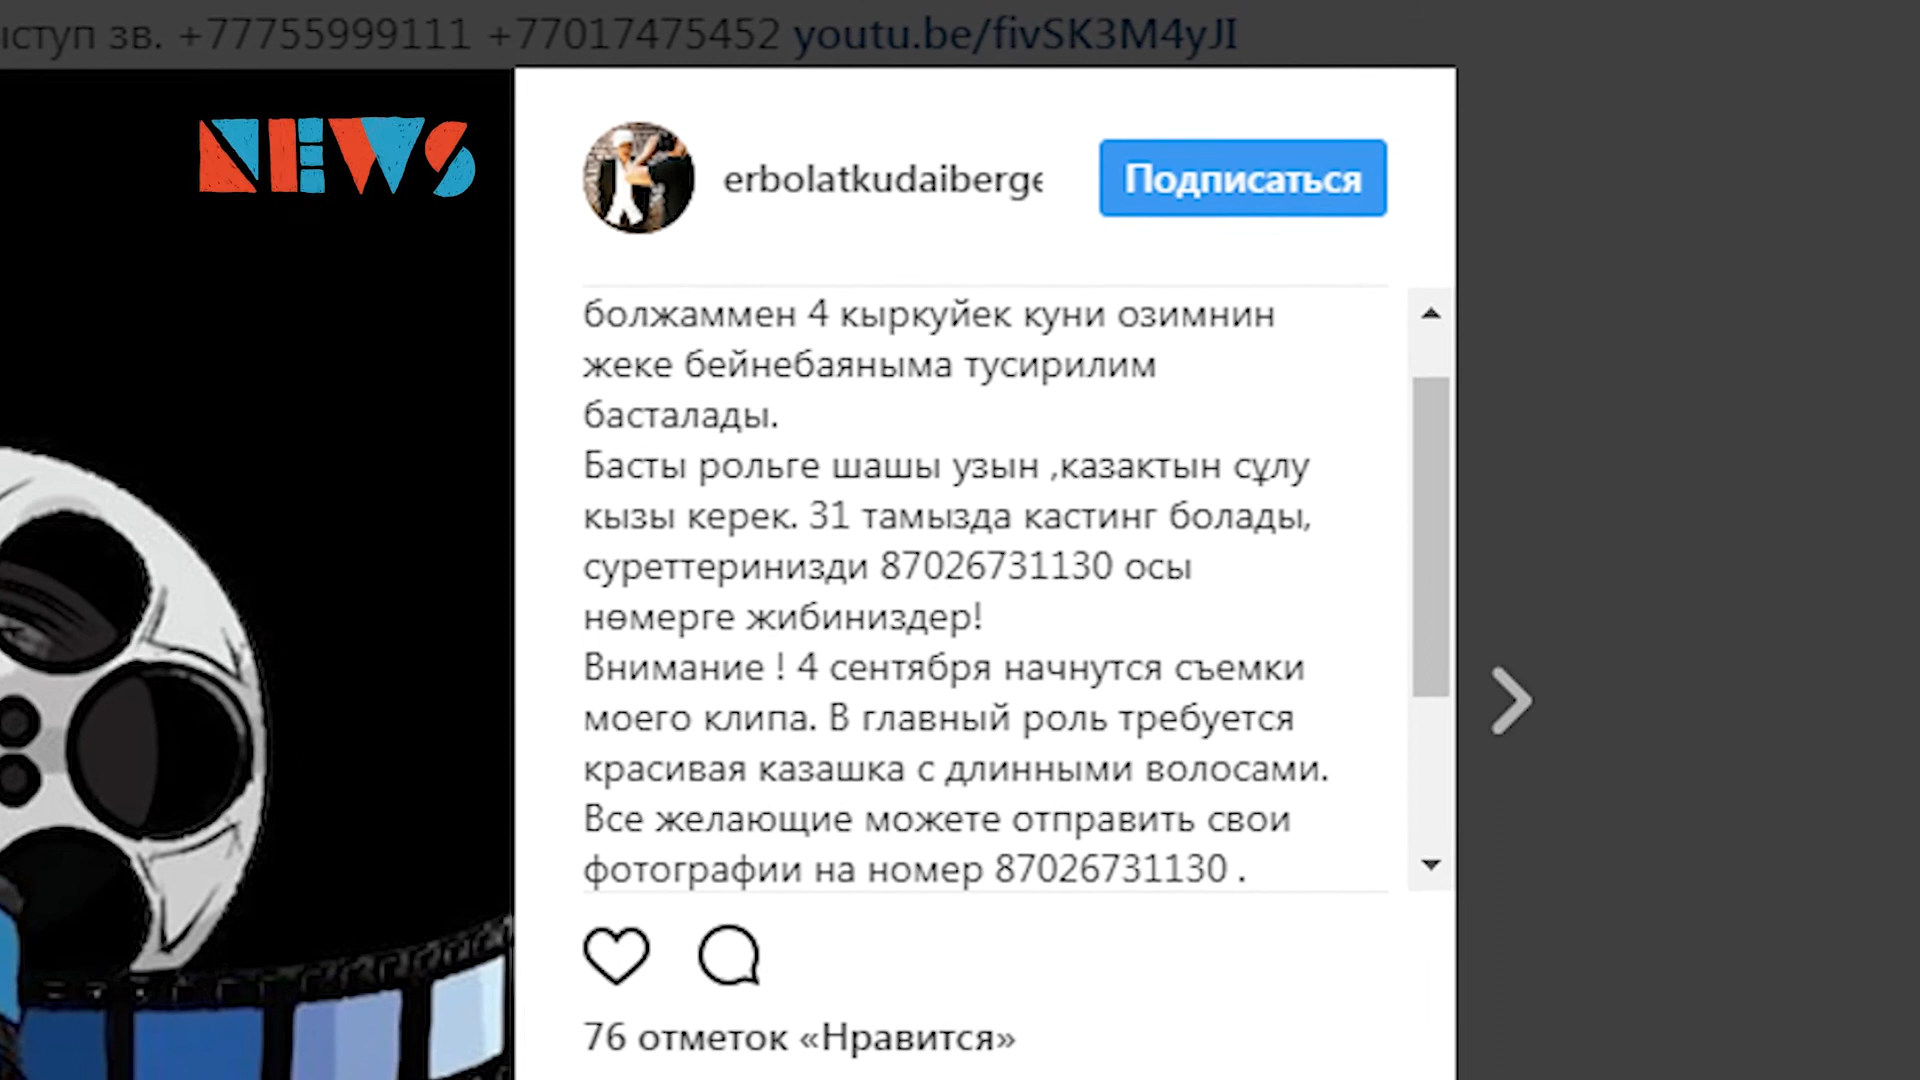 ступ зв. +77755999111 +77017475452 youtu.be/fivSK3M4yJI
NEWS
erbolatkudaiberge
Подписаться
болжаммен 4 кыркуйек куни озимнин
жеке бейнебаяныма тусирилим
басталады.
Басты рольге шашы узын ,казактын сұлу
кызы керек. 31 тамызда кастинг болады,
суреттеринизди 87026731130 осы
нөмерге жибиниздер!
Внимание ! 4 сентября начнутся съемки
моего клипа. В главный роль требуется
красивая казашка с длинными волосами.
Все желающие можете отправить свои
фотографии на номер 87026731130 .
76 отметок «Нравится»